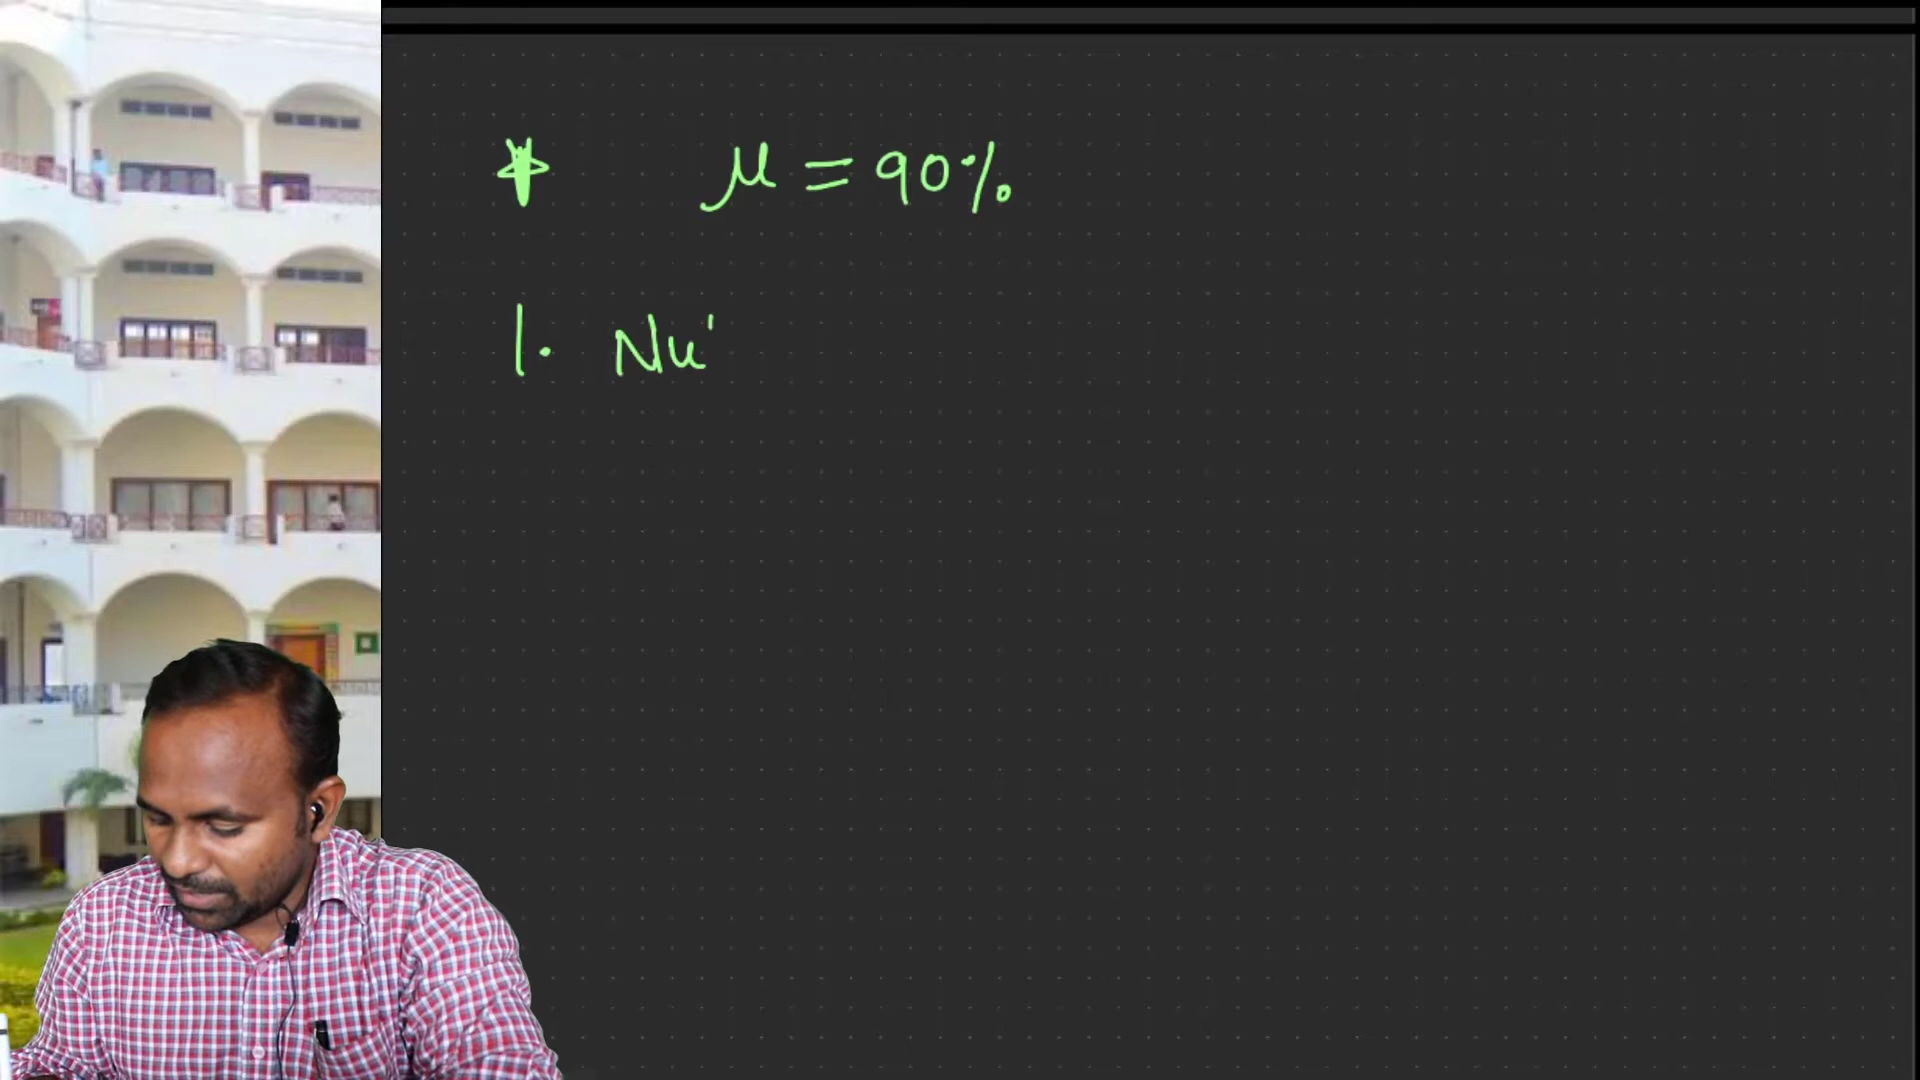 * μ = 90%
1. Nu'